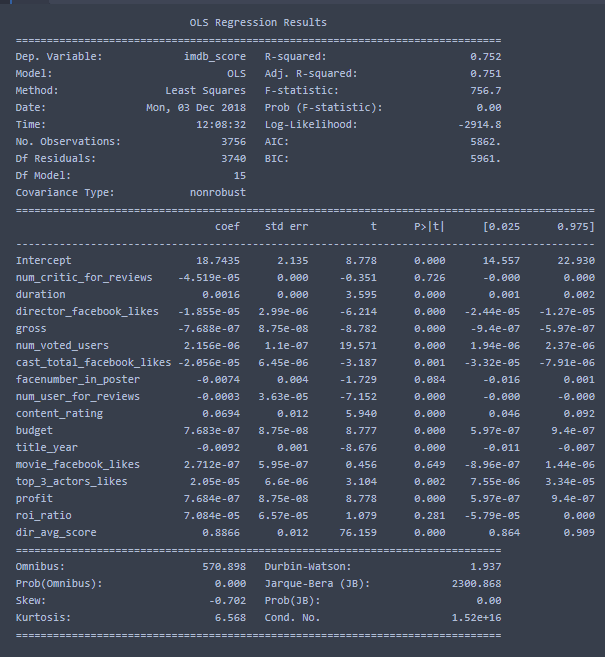 OLS Regression Results
==============================================================================
Dep. Variable: imdb_score R-squared: 0.752
Model: OLS Adj. R-squared: 0.751
Method: Least Squares F-statistic: 756.7
Date: Mon, 03 Dec 2018 Prob (F-statistic): 0.00
Time: 12:08:32 Log-Likelihood: -2914.8
No. Observations: 3756 AIC: 5862.
Df Residuals: 3740 BIC: 5961.
Df Model: 15
Covariance Type: nonrobust
=============================================================================================
coef std err t P>|t| [0.025 0.975]
---------------------------------------------------------------------------------------------
Intercept 18.7435 2.135 8.778 0.000 14.557 22.930
num_critic_for_reviews -4.519e-05 0.000 -0.351 0.726 -0.000 0.000
duration 0.0016 0.000 3.595 0.000 0.001 0.002
director_facebook_likes -1.855e-05 2.99e-06 -6.214 0.000 -2.44e-05 -1.27e-05
gross -7.688e-07 8.75e-08 -8.782 0.000 -9.4e-07 -5.97e-07
num_voted_users 2.156e-06 1.1e-07 19.571 0.000 1.94e-06 2.37e-06
cast_total_facebook_likes -2.056e-05 6.45e-06 -3.187 0.001 -3.32e-05 -7.91e-06
facenumber_in_poster -0.0074 0.004 -1.729 0.084 -0.016 0.001
num_user_for_reviews -0.0003 3.63e-05 -7.152 0.000 -0.000 -0.000
content_rating 0.0694 0.012 5.940 0.000 0.046 0.092
budget 7.683e-07 8.75e-08 8.777 0.000 5.97e-07 9.4e-07
title_year -0.0092 0.001 -8.676 0.000 -0.011 -0.007
movie_facebook_likes 2.712e-07 5.95e-07 0.456 0.649 -8.96e-07 1.44e-06
top_3_actors_likes 2.05e-05 6.6e-06 3.104 0.002 7.55e-06 3.34e-05
profit 7.684e-07 8.75e-08 8.778 0.000 5.97e-07 9.4e-07
roi_ratio 7.084e-05 6.57e-05 1.079 0.281 -5.79e-05 0.000
dir_avg_score 0.8866 0.012 76.159 0.000 0.864 0.909
==============================================================================
Omnibus: 570.898 Durbin-Watson: 1.937
Prob(Omnibus): 0.000 Jarque-Bera (JB): 2300.868
Skew: -0.702 Prob(JB): 0.00
Kurtosis: 6.568 Cond. No. 1.52e+16
==============================================================================